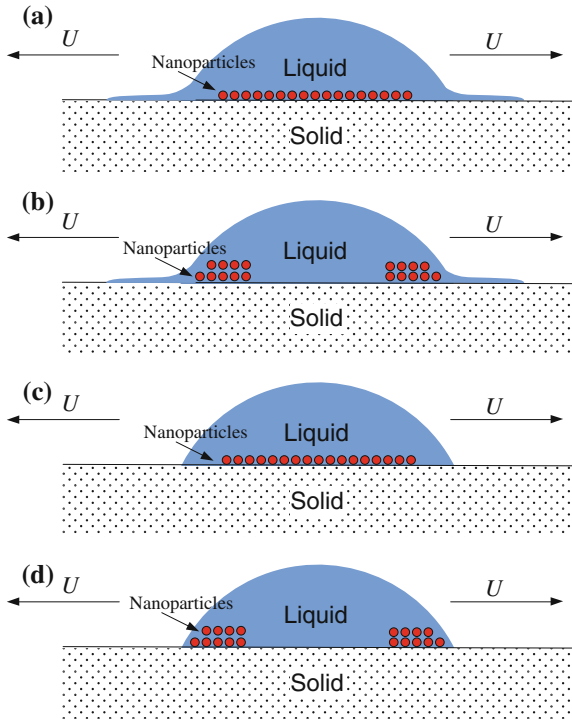 (a)
U
U
Nanoparticles
Liquid
Solid
(b)
U
U
Nanoparticles
Liquid
Solid
(c)
U
U
Nanoparticles
Liquid
Solid
(d)
U
U
Nanoparticles
Liquid
Solid